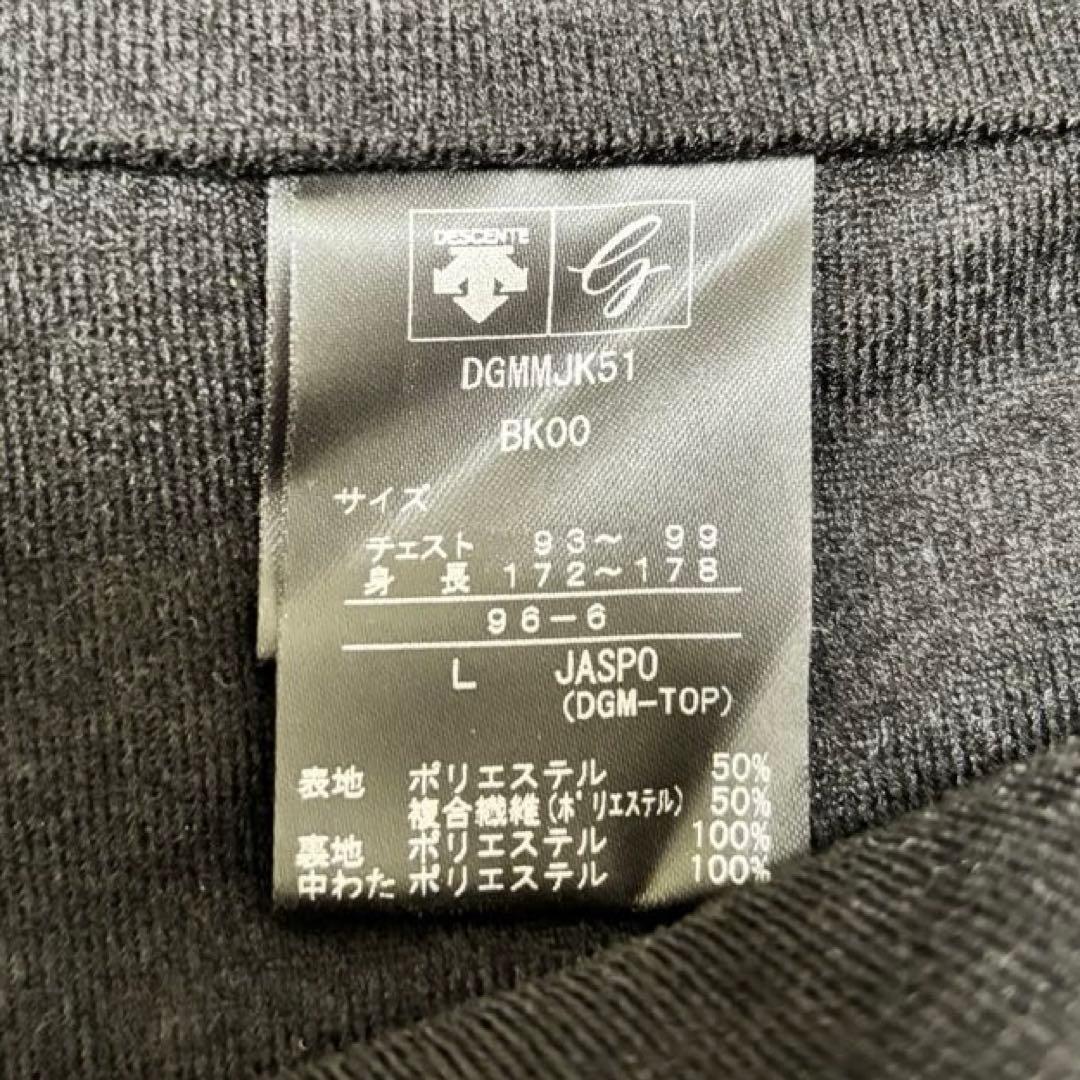 DESCENTE G
DGMMJK51
BK00
サイズ
チェスト 93〜 99
身 長 172〜178
96-6
L JASPO
(DGM-TOP)
表地 ポリエステル 50%
複合繊維(ポリエステル) 50%
裏地 ポリエステル 100%
中わた ポリエステル 100%